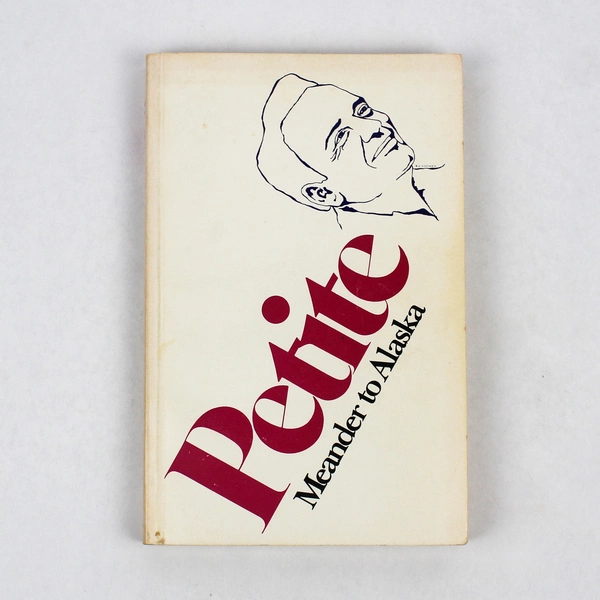 Petite
Meander to Alaska